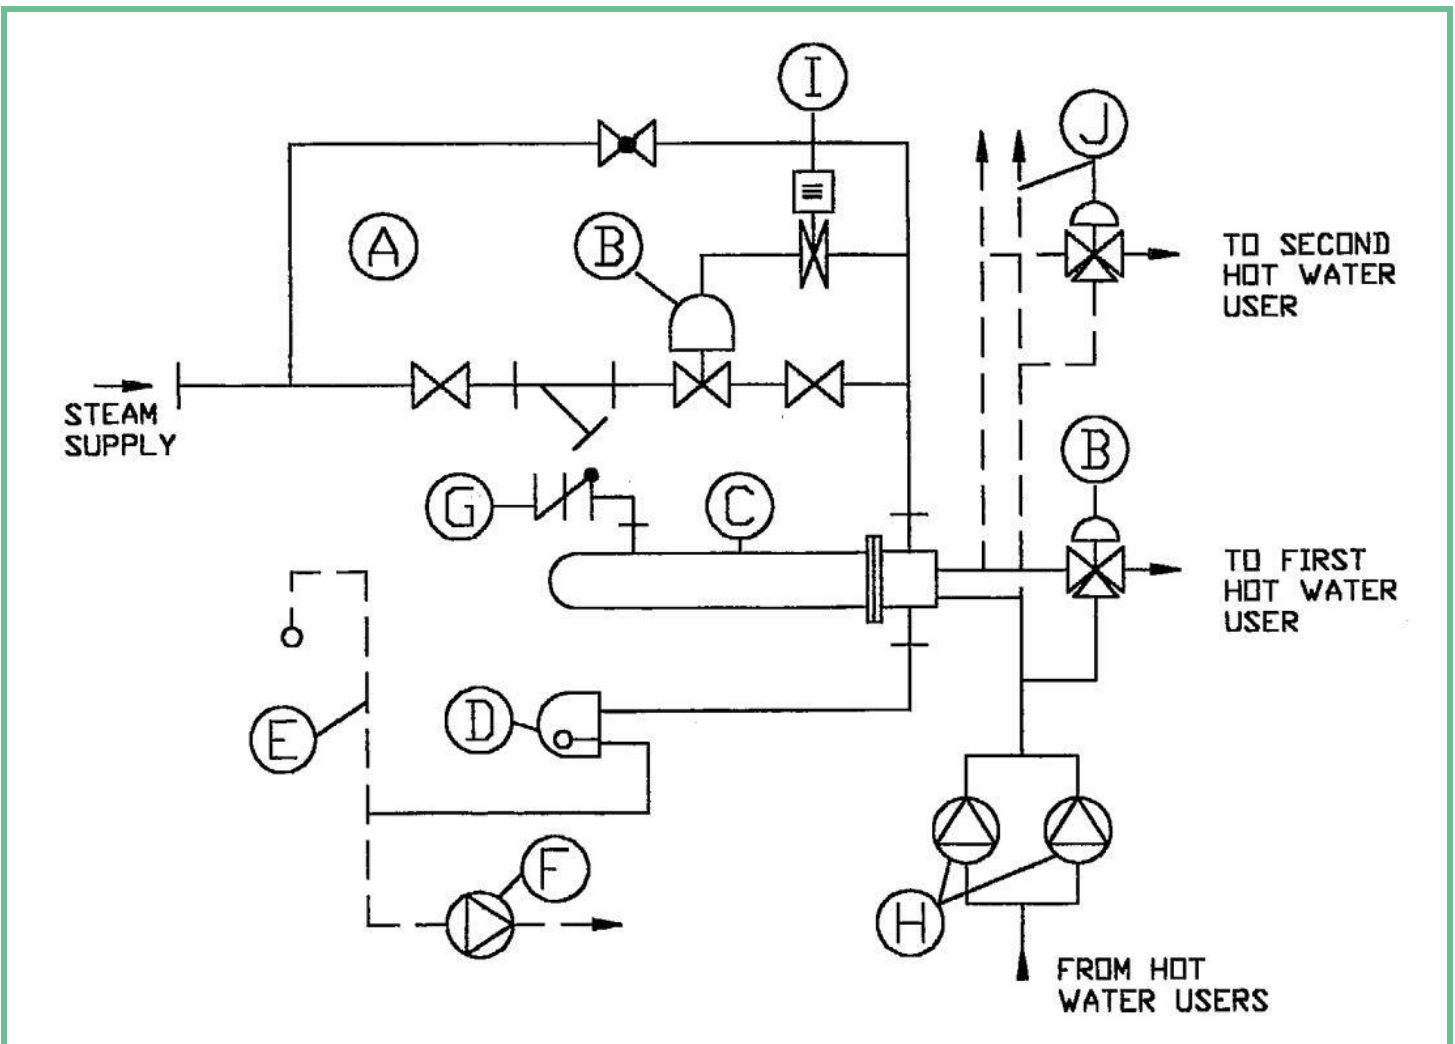 I
J
A
B
TO SECOND
HOT WATER
USER
STEAM
SUPPLY
B
G
C
TO FIRST
HOT WATER
USER
D
E
F
H
FROM HOT
WATER USERS